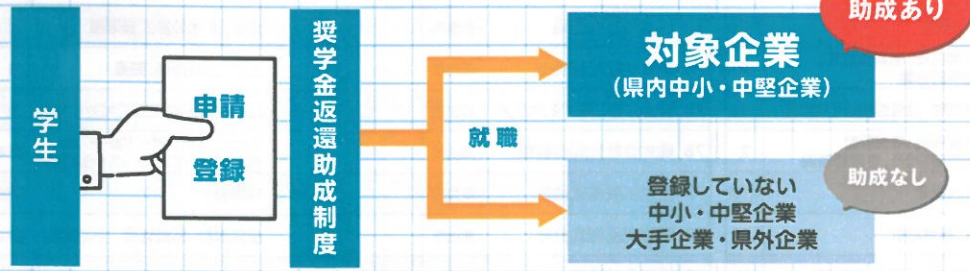 学生
申請
登録
奨学金返還助成制度
就職
助成あり
対象企業
（県内中小・中堅企業）
助成なし
登録していない
中小・中堅企業
大手企業・県外企業